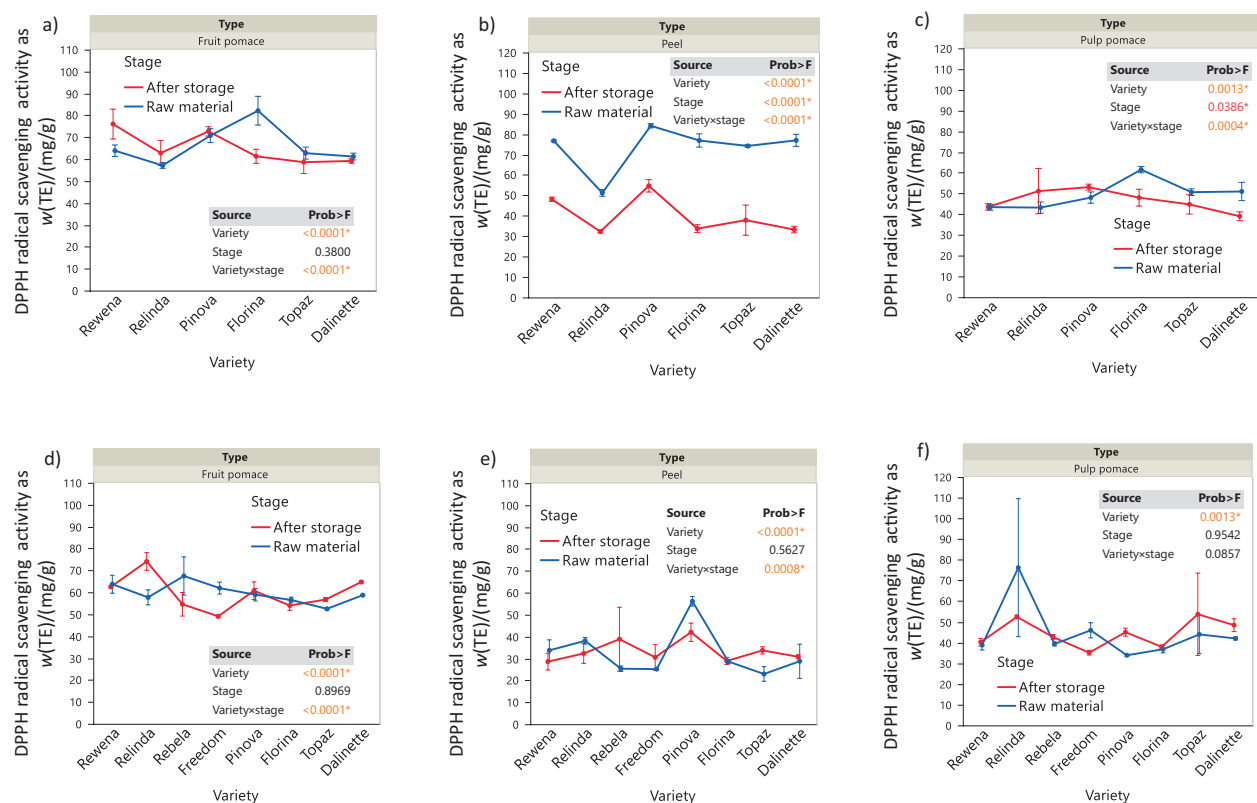 a)
Type
Fruit pomace
DPPH radical scavenging activity as
w(TE)/(mg/g)
110
100
90
80
70
60
50
40
30
20
10
0
Stage
After storage
Raw material
Source Prob>F
Variety <0.0001*
Stage 0.3800
Variety×stage <0.0001*
Rewena
Relinda
Pinova
Florina
Topaz
Dalinette
Variety
b)
Type
Peel
DPPH radical scavenging activity as
w(TE)/(mg/g)
120
110
100
90
80
70
60
50
40
30
20
10
0
Stage
After storage
Raw material
Source Prob>F
Variety <0.0001*
Stage <0.0001*
Variety×stage <0.0001*
Rewena
Relinda
Pinova
Florina
Topaz
Dalinette
Variety
c)
Type
Pulp pomace
DPPH radical scavenging activity as
w(TE)/(mg/g)
120
110
100
90
80
70
60
50
40
30
20
10
0
Source Prob>F
Variety 0.0013*
Stage 0.0386*
Variety×stage 0.0004*
Stage
After storage
Raw material
Rewena
Relinda
Pinova
Florina
Topaz
Dalinette
Variety
d)
Type
Fruit pomace
DPPH radical scavenging activity as
w(TE)/(mg/g)
110
100
90
80
70
60
50
40
30
20
10
0
Stage
After storage
Raw material
Source Prob>F
Variety <0.0001*
Stage 0.8969
Variety×stage <0.0001*
Rewena
Relinda
Rebela
Freedom
Pinova
Florina
Topaz
Dalinette
Variety
e)
Type
Peel
DPPH radical scavenging activity as
w(TE)/(mg/g)
110
100
90
80
70
60
50
40
30
20
10
0
Stage
After storage
Raw material
Source Prob>F
Variety <0.0001*
Stage 0.5627
Variety×stage 0.0008*
Rewena
Relinda
Rebela
Freedom
Pinova
Florina
Topaz
Dalinette
Variety
f)
Type
Pulp pomace
DPPH radical scavenging activity as
w(TE)/(mg/g)
120
110
100
90
80
70
60
50
40
30
20
10
0
Source Prob>F
Variety 0.0013*
Stage 0.9542
Variety×stage 0.0857
Stage
After storage
Raw material
Rewena
Relinda
Rebela
Freedom
Pinova
Florina
Topaz
Dalinette
Variety